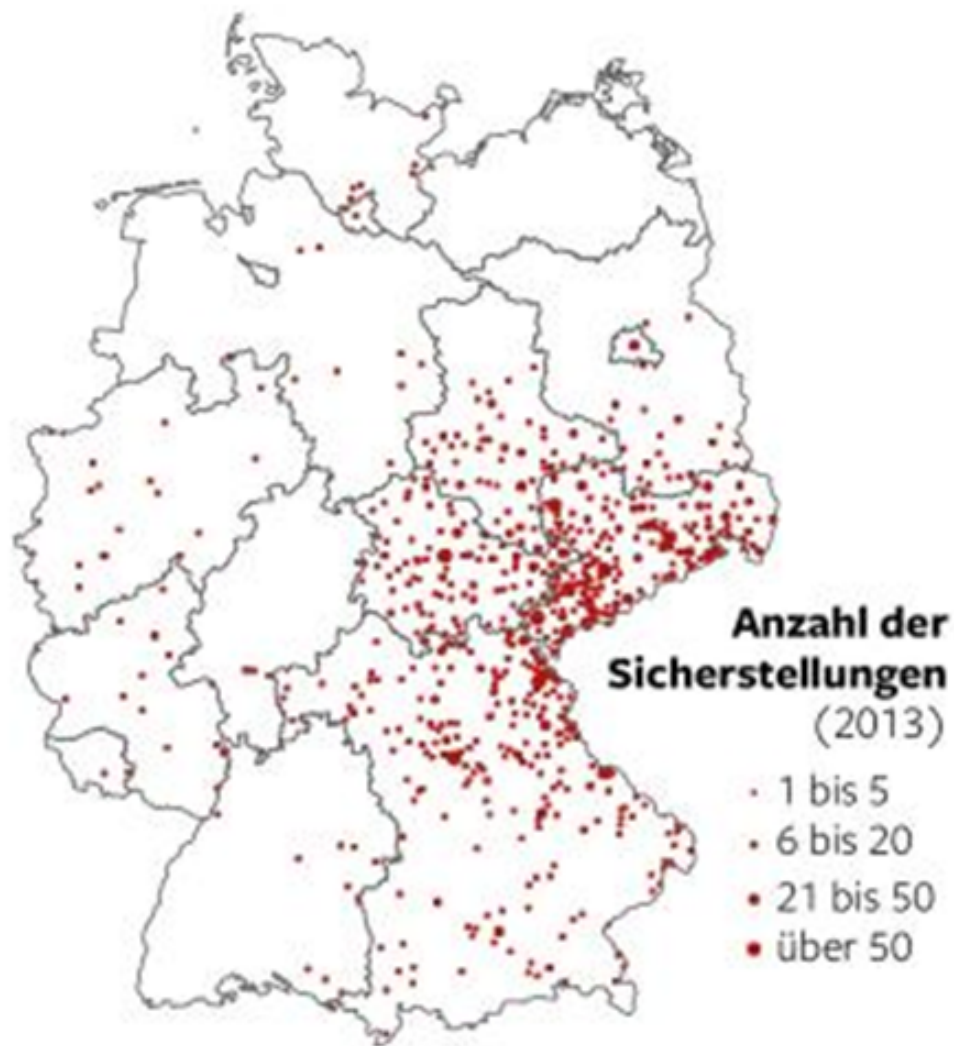 Anzahl der
Sicherstellungen
(2013)
1 bis 5
6 bis 20
21 bis 50
über 50